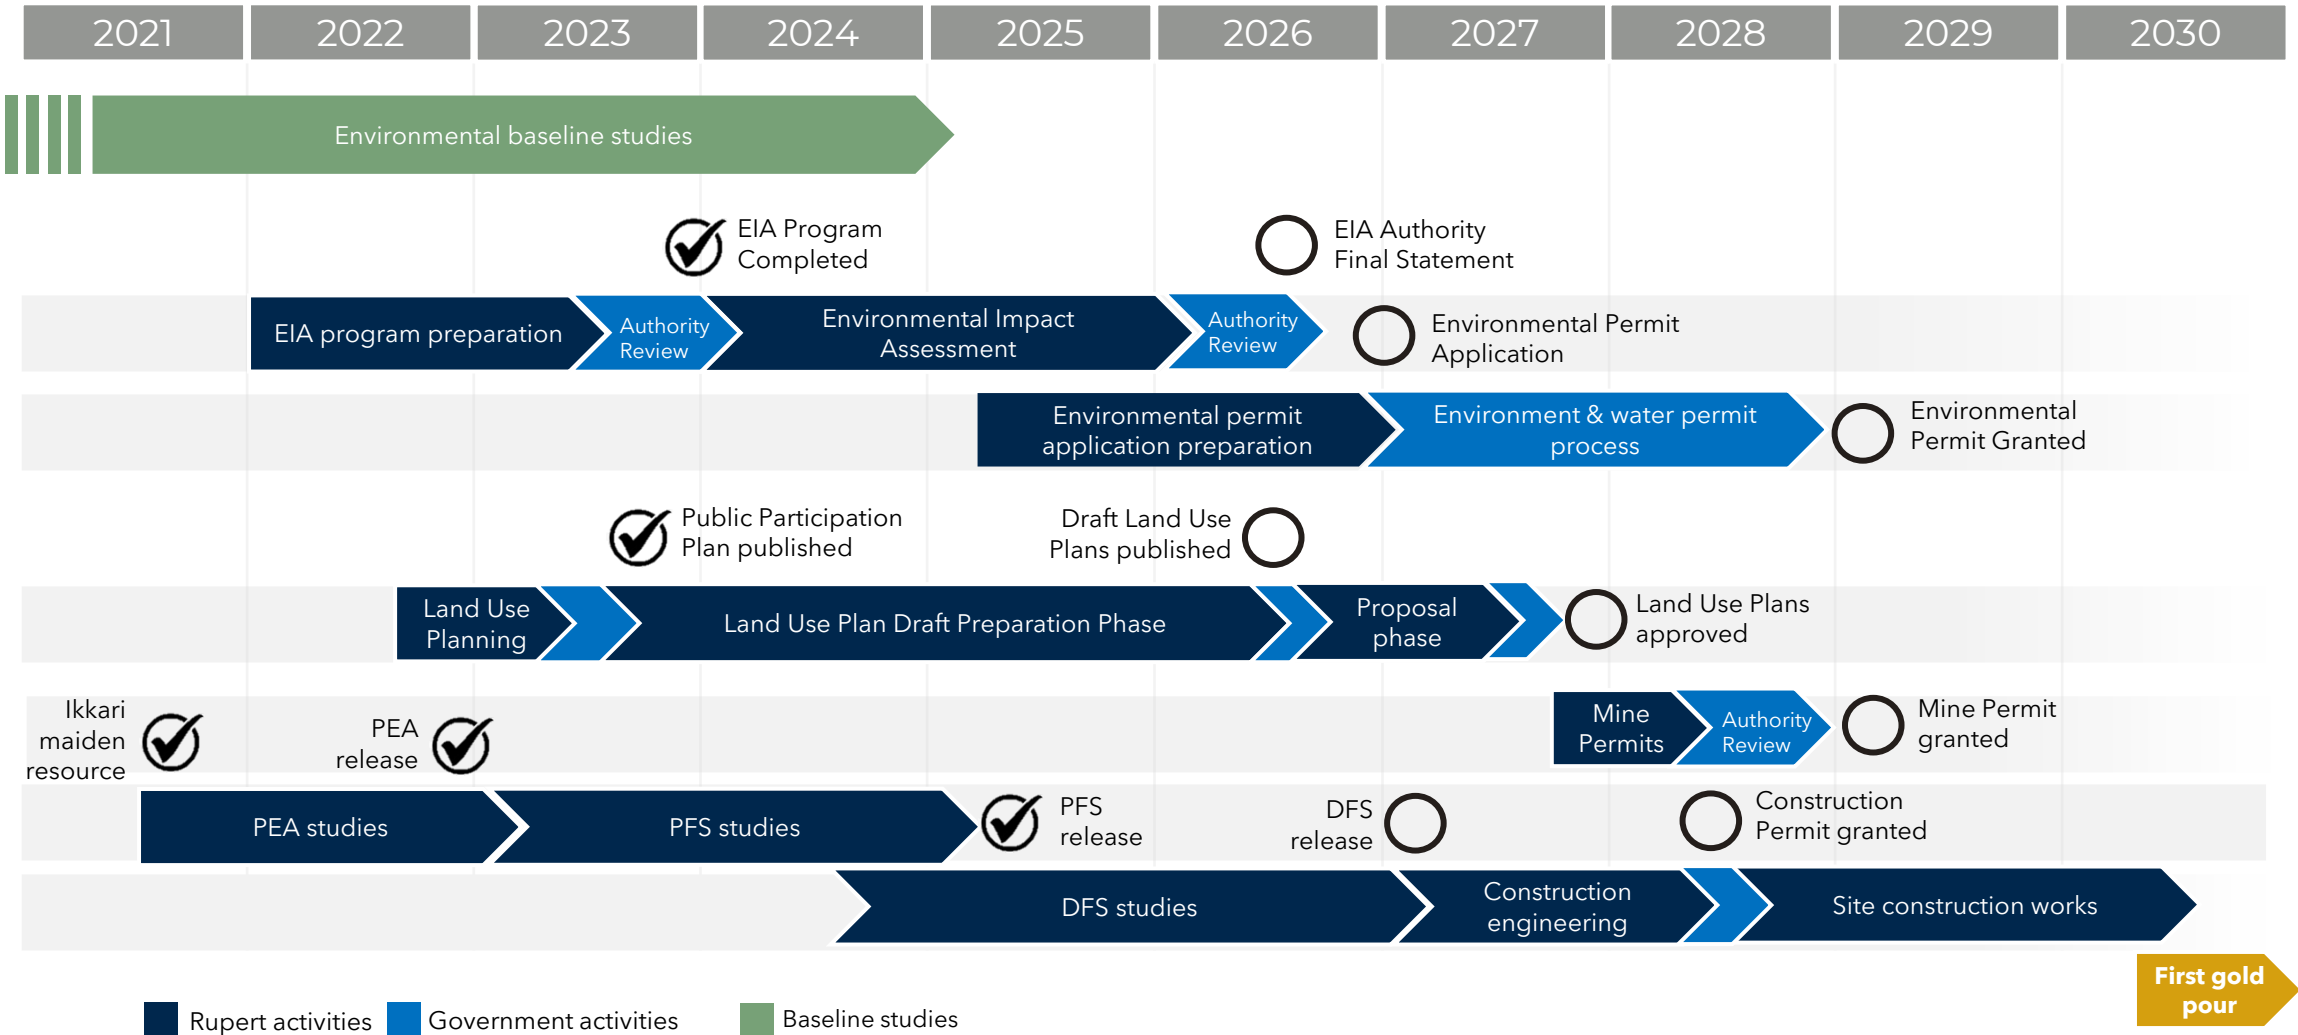 2021 2022 2023 2024 2025 2026 2027 2028 2029 2030
Environmental baseline studies
EIA Program
Completed
EIA Authority
Final Statement
EIA program preparation
Authority
Review
Environmental Impact
Assessment
Authority
Review
Environmental Permit
Application
Environmental permit
application preparation
Environment & water permit
process
Environmental
Permit Granted
Public Participation
Plan published
Draft Land Use
Plans published
Land Use
Planning
Land Use Plan Draft Preparation Phase
Proposal
phase
Land Use Plans
approved
Ikkari
maiden
resource
PEA
release
Mine
Permits
Authority
Review
Mine Permit
granted
PEA studies
PFS studies
PFS
release
DFS
release
Construction
Permit granted
DFS studies
Construction
engineering
Site construction works
First gold
pour
Rupert activities
Government activities
Baseline studies